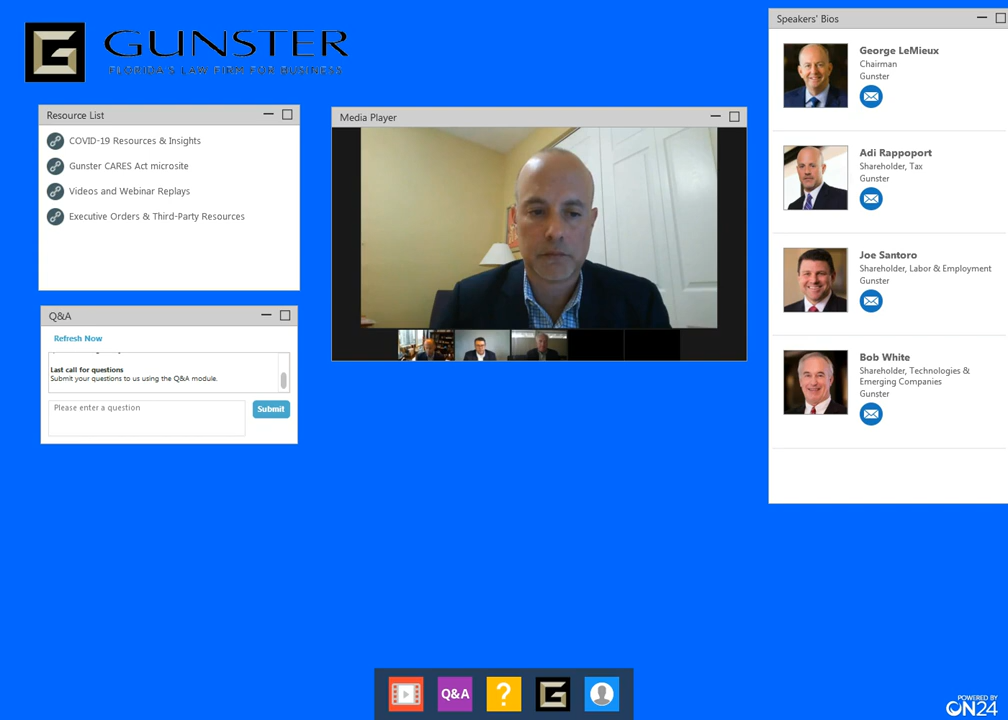 GUNSTER
FLORIDA'S LAW FIRM FOR BUSINESS
Resource List
COVID-19 Resources & Insights
Gunster CARES Act microsite
Videos and Webinar Replays
Executive Orders & Third-Party Resources
Q&A
Refresh Now
Last call for questions
Submit your questions to us using the Q&A module.
Please enter a question
Submit
Media Player
Speakers' Bios
George LeMieux
Chairman
Gunster
Adi Rappoport
Shareholder, Tax
Gunster
Joe Santoro
Shareholder, Labor & Employment
Gunster
Bob White
Shareholder, Technologies &
Emerging Companies
Gunster
Q&A
?
G
POWERED BY
ON24